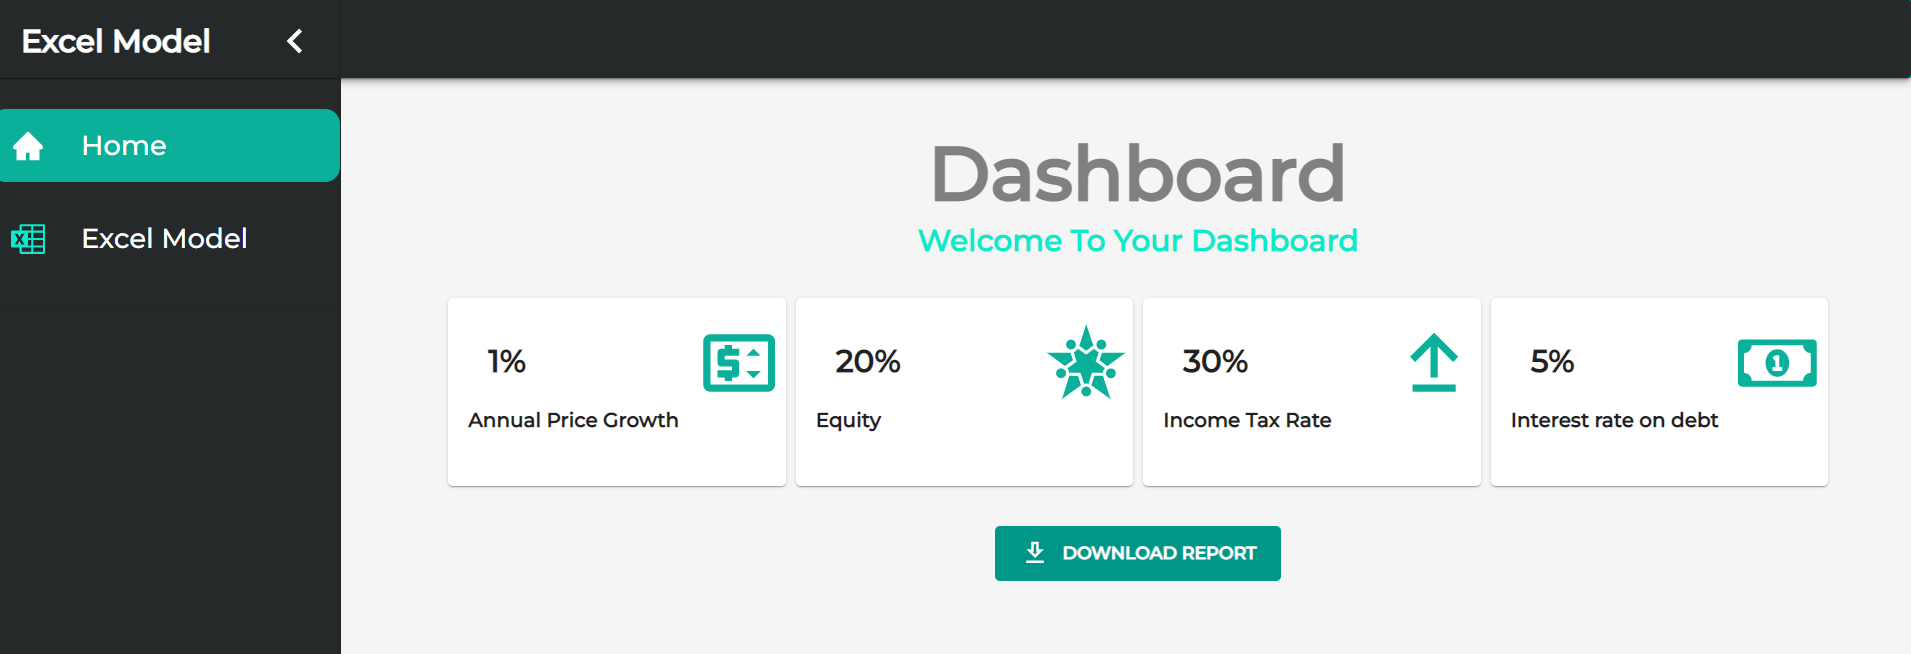 Excel Model
Home
Excel Model
Dashboard
Welcome To Your Dashboard
1%
Annual Price Growth
20%
Equity
30%
Income Tax Rate
5%
Interest rate on debt
DOWNLOAD REPORT